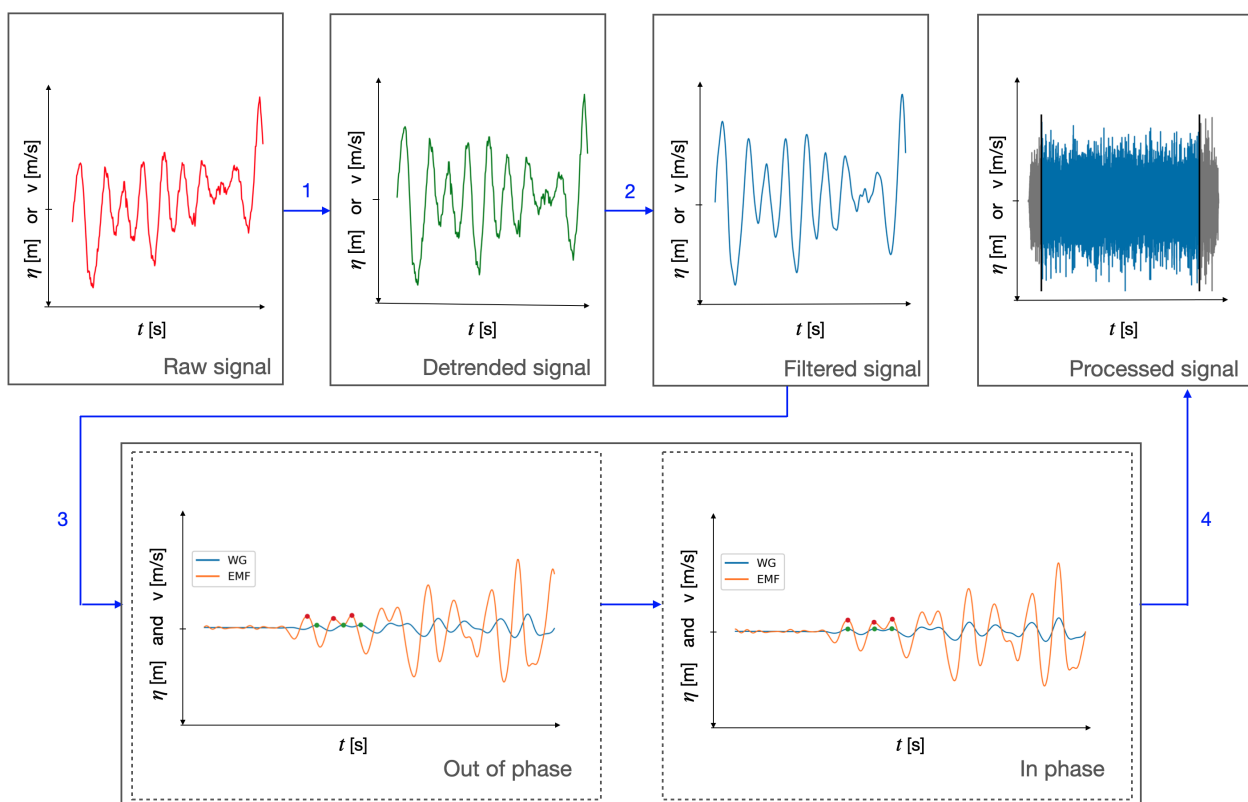 η [m] or v [m/s]
t [s]
Raw signal
1
η [m] or v [m/s]
t [s]
Detrended signal
2
η [m] or v [m/s]
t [s]
Filtered signal
η [m] or v [m/s]
t [s]
Processed signal
3
η [m] and v [m/s]
WG
EMF
t [s]
Out of phase
η [m] and v [m/s]
WG
EMF
t [s]
In phase
4